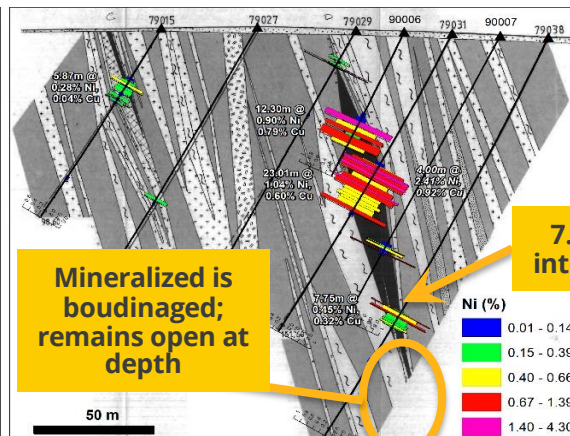 79015
79027
79029
90006
79031
90007
79038
5.87m @
0.28% Ni,
0.04% Cu
12.30m @
0.90% Ni,
0.79% Cu
23.01m @
1.04% Ni,
0.60% Cu
4.00m @
2.41% Ni,
0.92% Cu
7.75m @
0.45% Ni,
0.32% Cu
Mineralized is
boudinaged;
remains open at
depth
7.
int
Ni (%)
0.01 - 0.14
0.15 - 0.39
0.40 - 0.66
0.67 - 1.39
1.40 - 4.30
50 m